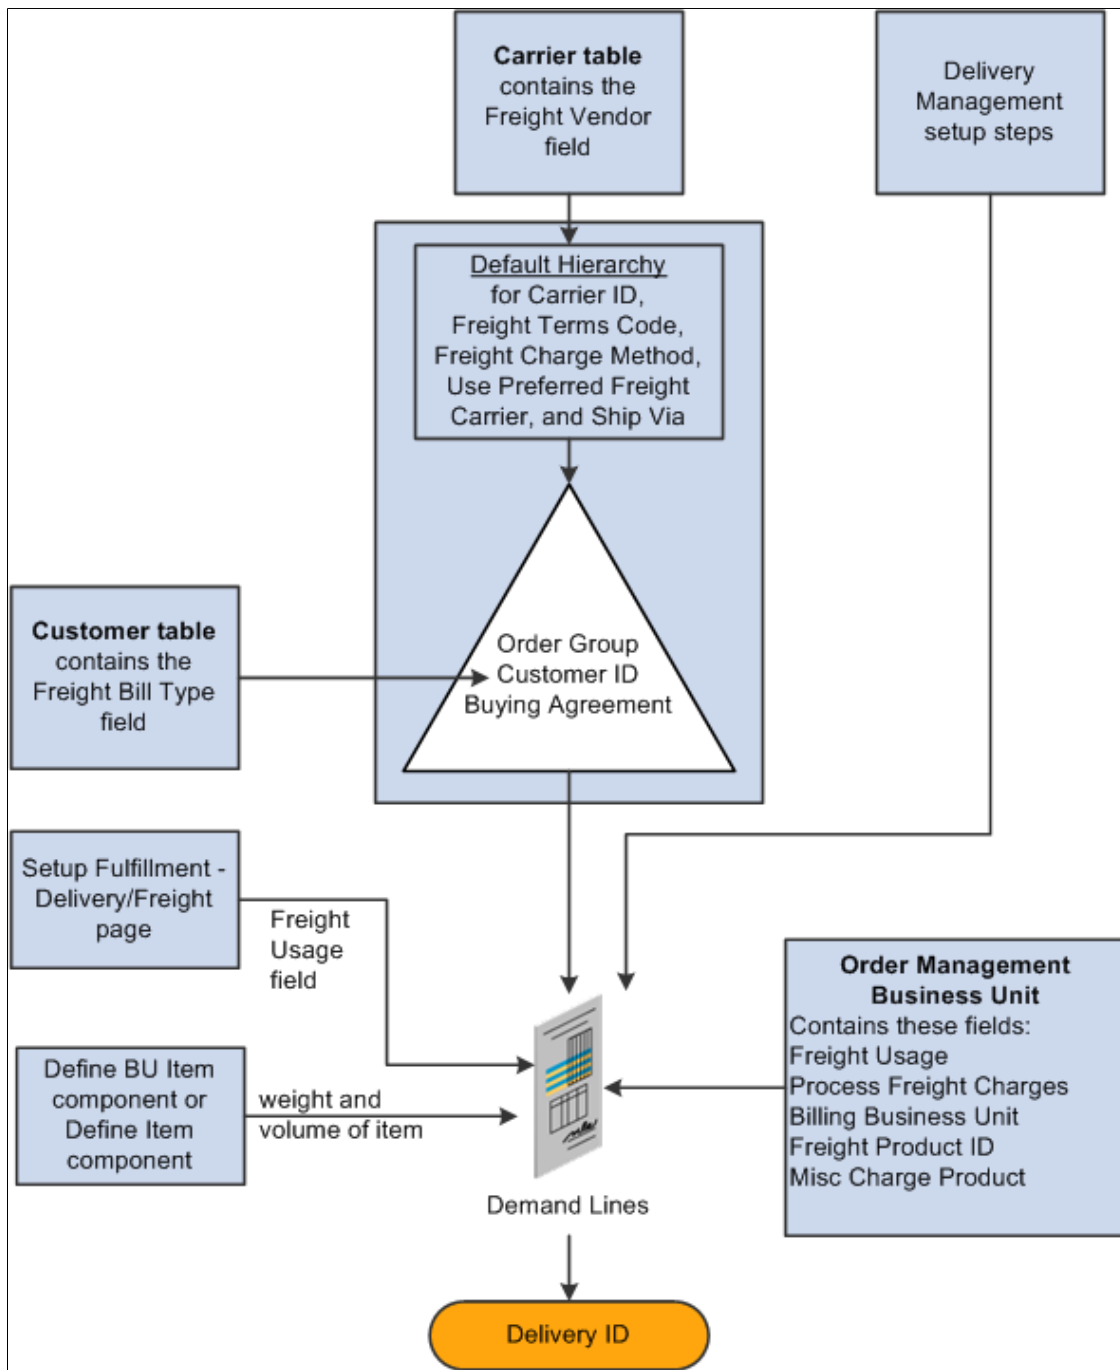 Carrier table
contains the
Freight Vendor
field
Delivery
Management
setup steps
Default Hierarchy
for Carrier ID,
Freight Terms Code,
Freight Charge Method,
Use Preferred Freight
Carrier, and Ship Via
Order Group
Customer ID
Buying Agreement
Customer table
contains the
Freight Bill Type
field
Setup Fulfillment -
Delivery/Freight
page
Freight
Usage
field
Define BU Item
component or
Define Item
component
weight and
volume of item
Order Management
Business Unit
Contains these fields:
Freight Usage
Process Freight Charges
Billing Business Unit
Freight Product ID
Misc Charge Product
Demand Lines
Delivery ID